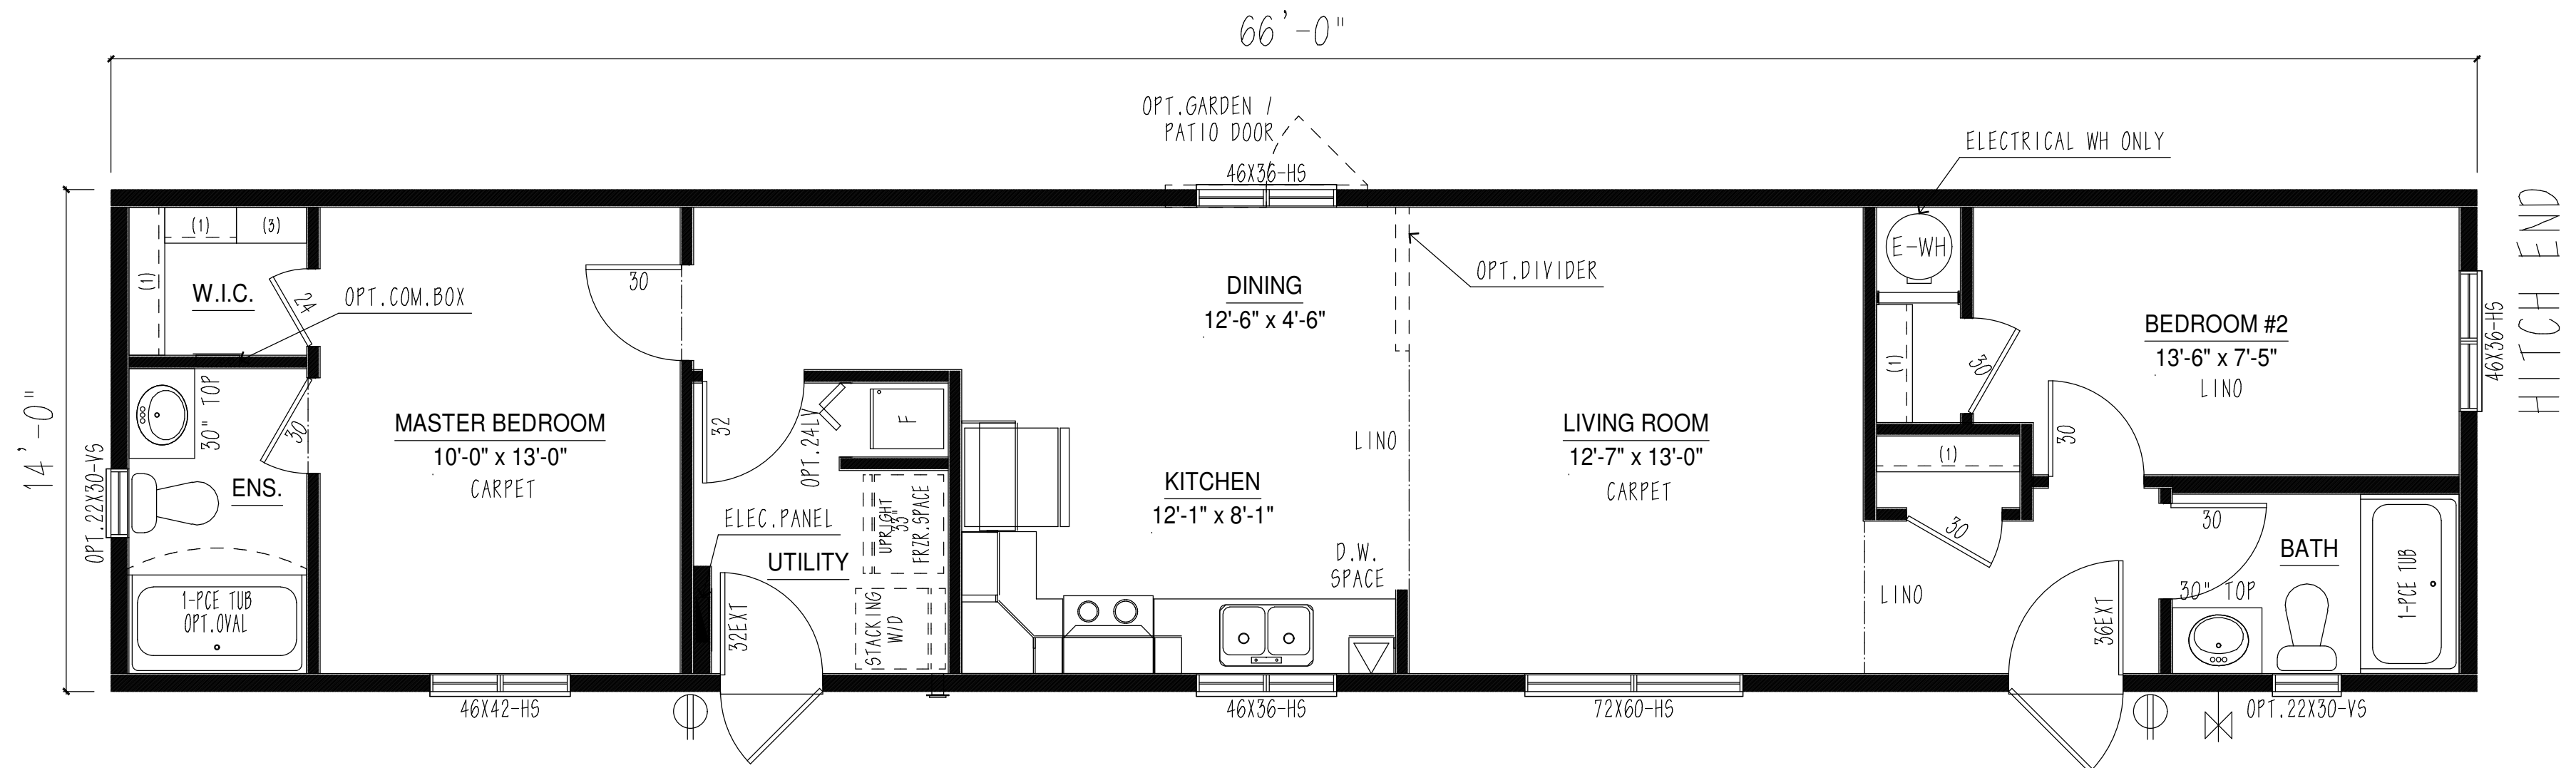 66'-0"
OPT.GARDEN /
PATIO DOOR
46X36-HS
ELECTRICAL WH ONLY
14'-0"
HITCH END
(1)
(3)
(1)
W.I.C.
24
OPT.COM.BOX
30
DINING
12'-6" x 4'-6"
OPT.DIVIDER
E-WH
(1)
30
BEDROOM #2
13'-6" x 7'-5"
LINO
46X36-HS
30" TOP
30
ENS.
OPT.22X30-VS
MASTER BEDROOM
10'-0" x 13'-0"
CARPET
32
OPT.24LV
F
LINO
LIVING ROOM
12'-7" x 13'-0"
CARPET
(1)
30
30
KITCHEN
12'-1" x 8'-1"
ELEC.PANEL
UTILITY
UPRIGHT
33"
FRZR.SPACE
D.W.
SPACE
30
BATH
1-PCE TUB
OPT.OVAL
32EXT
STACKING
W/D
LINO
36EXT
30" TOP
1-PCE TUB
46X42-HS
46X36-HS
72X60-HS
OPT.22X30-VS